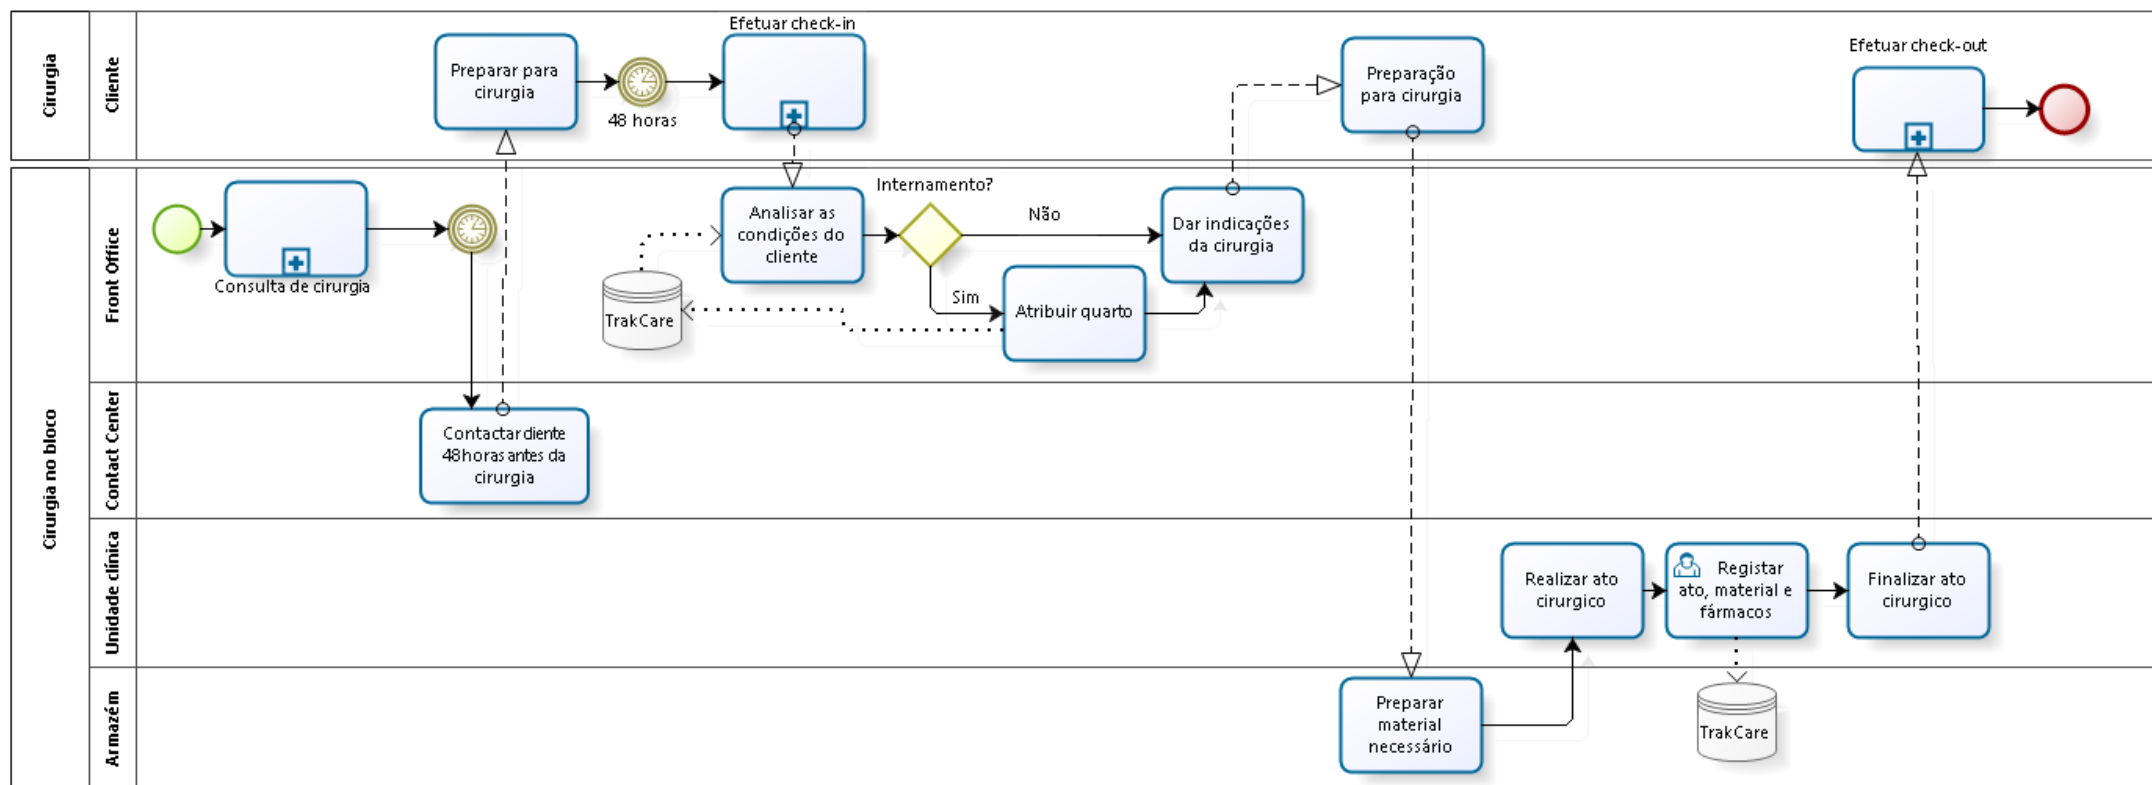 Cirurgia
Cliente
Preparar para
cirurgia
48 horas
Efetuar check-in
Preparação
para cirurgia
Efetuar check-out
Cirurgia no bloco
Front Office
Consulta de cirurgia
TrakCare
Analisar as
condições do
cliente
Internamento?
Não
Sim
Atribuir quarto
Dar indicações
da cirurgia
Contact Center
Contactar cliente
48 horas antes da
cirurgia
Unidade clínica
Realizar ato
cirurgico
Registar
ato, material e
fármacos
Finalizar ato
cirurgico
Armazém
Preparar
material
necessário
TrakCare